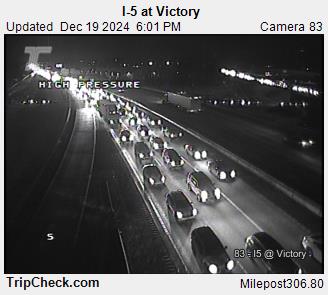 I-5 at Victory
Updated Dec 19 2024 6:01 PM Camera 83
HIGH PRESSURE
S
83 - I5 @ Victory
TripCheck.com Milepost306.80